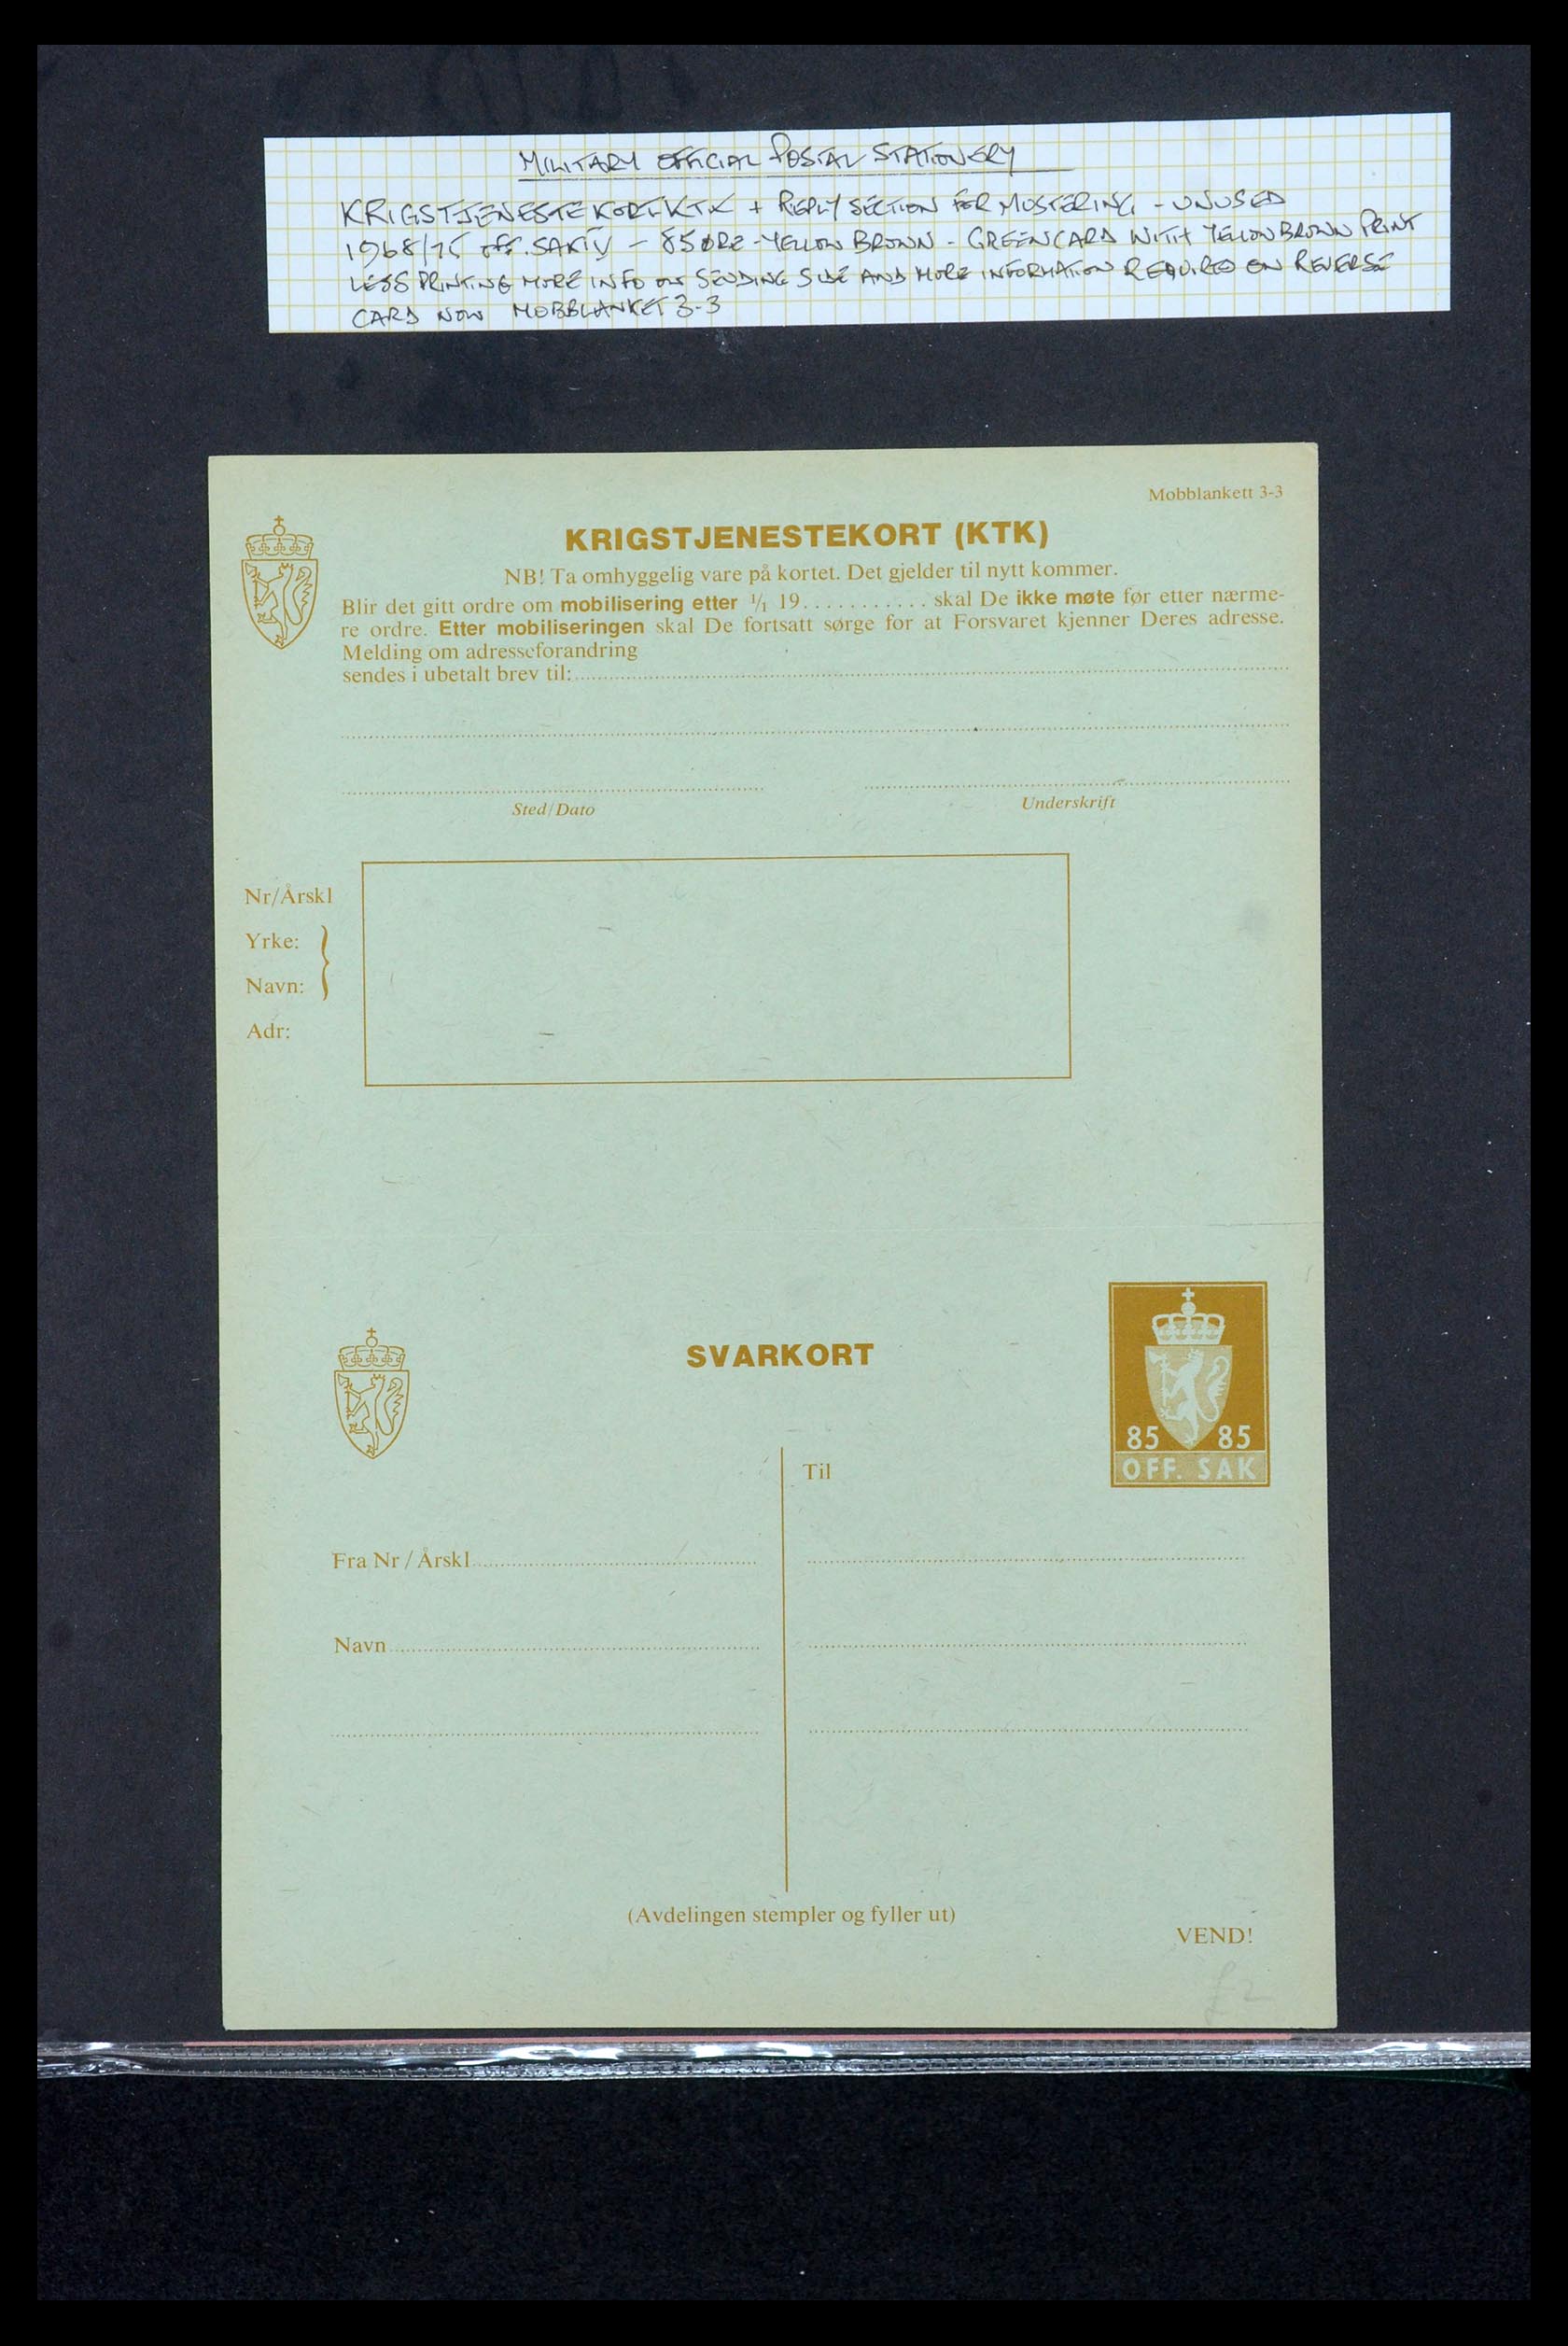 MILITARY OFFICIAL POSTAL STATIONERY
KRIGSTJENESTEKORT-KTK + REPLY SECTION FOR MUSTERING - UNUSED
1968/75 OFF. SAK IV - 85 ØRE - YELLOW BROWN - GREEN CARD WITH YELLOW BROWN PRINT
LESS PRINTING MORE INFO ON SENDING SIDE AND MORE INFORMATION REQUIRED ON REVERSE
CARD NOW MOBBLANKET 3-3
Mobblankett 3-3
KRIGSTJENESTEKORT (KTK)
NB! Ta omhyggelig vare på kortet. Det gjelder til nytt kommer.
Blir det gitt ordre om mobilisering etter 1/1 19........... skal De ikke møte før etter nærme-
re ordre. Etter mobiliseringen skal De fortsatt sørge for at Forsvaret kjenner Deres adresse.
Melding om adresseforandring
sendes i ubetalt brev til:
Sted/Dato Underskrift
Nr/Årskl
Yrke:
Navn:
Adr:
SVARKORT
85 85
OFF. SAK
Til
Fra Nr / Årskl
Navn
(Avdelingen stempler og fyller ut)
VEND!
£2